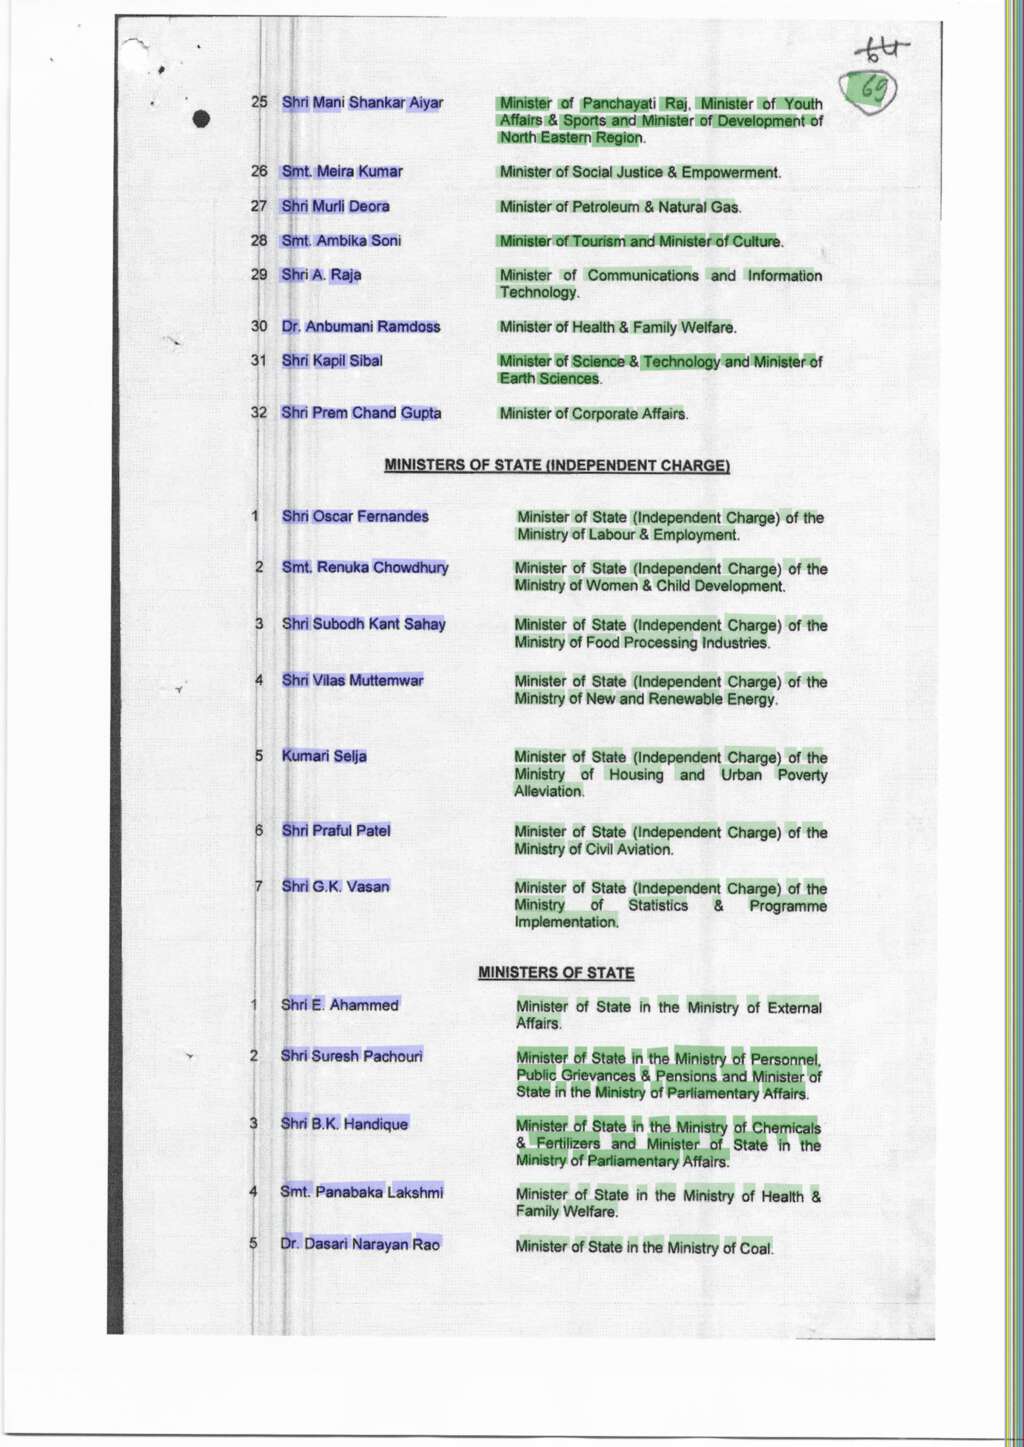 64
69
25 Shri Mani Shankar Aiyar Minister of Panchayati Raj, Minister of Youth
Affairs & Sports and Minister of Development of
North Eastern Region.
26 Smt. Meira Kumar Minister of Social Justice & Empowerment.
27 Shri Murli Deora Minister of Petroleum & Natural Gas.
28 Smt. Ambika Soni Minister of Tourism and Minister of Culture.
29 Shri A. Raja Minister of Communications and Information
Technology.
30 Dr. Anbumani Ramdoss Minister of Health & Family Welfare.
31 Shri Kapil Sibal Minister of Science & Technology and Minister of
Earth Sciences.
32 Shri Prem Chand Gupta Minister of Corporate Affairs.
MINISTERS OF STATE (INDEPENDENT CHARGE)
1 Shri Oscar Fernandes Minister of State (Independent Charge) of the
Ministry of Labour & Employment.
2 Smt. Renuka Chowdhury Minister of State (Independent Charge) of the
Ministry of Women & Child Development.
3 Shri Subodh Kant Sahay Minister of State (Independent Charge) of the
Ministry of Food Processing Industries.
4 Shri Vilas Muttemwar Minister of State (Independent Charge) of the
Ministry of New and Renewable Energy.
5 Kumari Selja Minister of State (Independent Charge) of the
Ministry of Housing and Urban Poverty
Alleviation.
6 Shri Praful Patel Minister of State (Independent Charge) of the
Ministry of Civil Aviation.
7 Shri G.K. Vasan Minister of State (Independent Charge) of the
Ministry of Statistics & Programme
Implementation.
MINISTERS OF STATE
1 Shri E. Ahammed Minister of State in the Ministry of External
Affairs.
2 Shri Suresh Pachouri Minister of State in the Ministry of Personnel,
Public Grievances & Pensions and Minister of
State in the Ministry of Parliamentary Affairs.
3 Shri B.K. Handique Minister of State in the Ministry of Chemicals
& Fertilizers and Minister of State in the
Ministry of Parliamentary Affairs.
4 Smt. Panabaka Lakshmi Minister of State in the Ministry of Health &
Family Welfare.
5 Dr. Dasari Narayan Rao Minister of State in the Ministry of Coal.